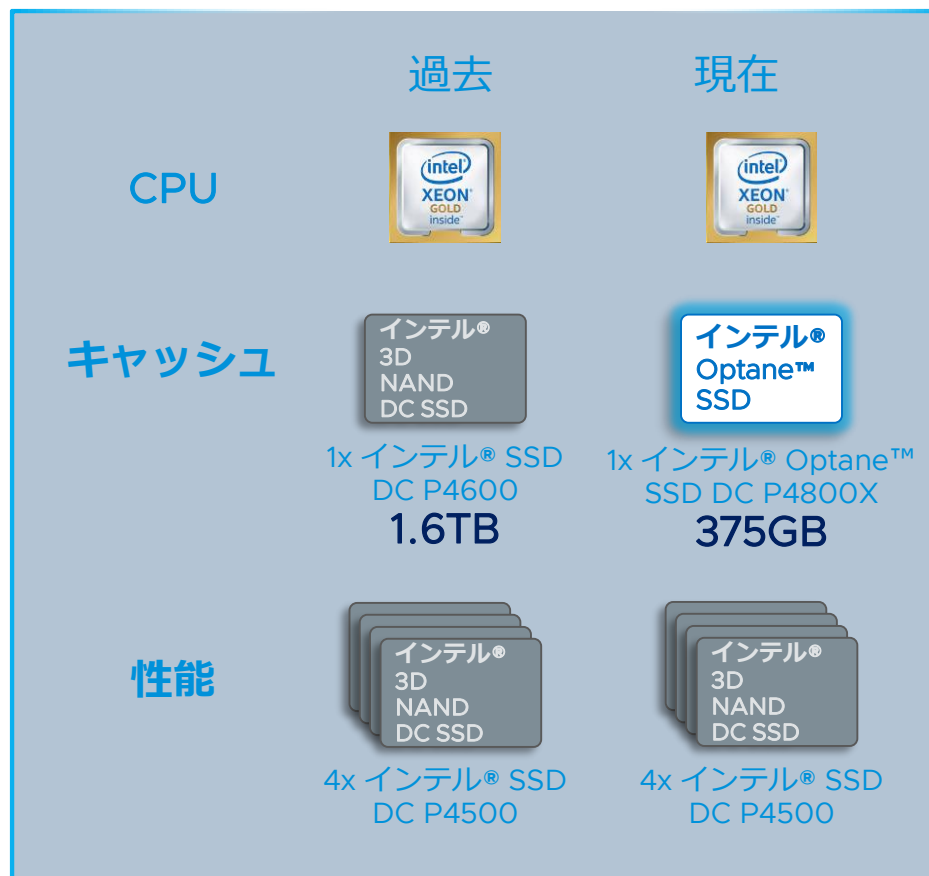 過去 現在
CPU
intel®
XEON®
GOLD
inside™
intel®
XEON®
GOLD
inside™
キャッシュ
インテル®
3D
NAND
DC SSD
インテル®
Optane™
SSD
1x インテル® SSD
DC P4600
1.6TB
1x インテル® Optane™
SSD DC P4800X
375GB
性能
インテル®
3D
NAND
DC SSD
インテル®
3D
NAND
DC SSD
4x インテル® SSD
DC P4500
4x インテル® SSD
DC P4500